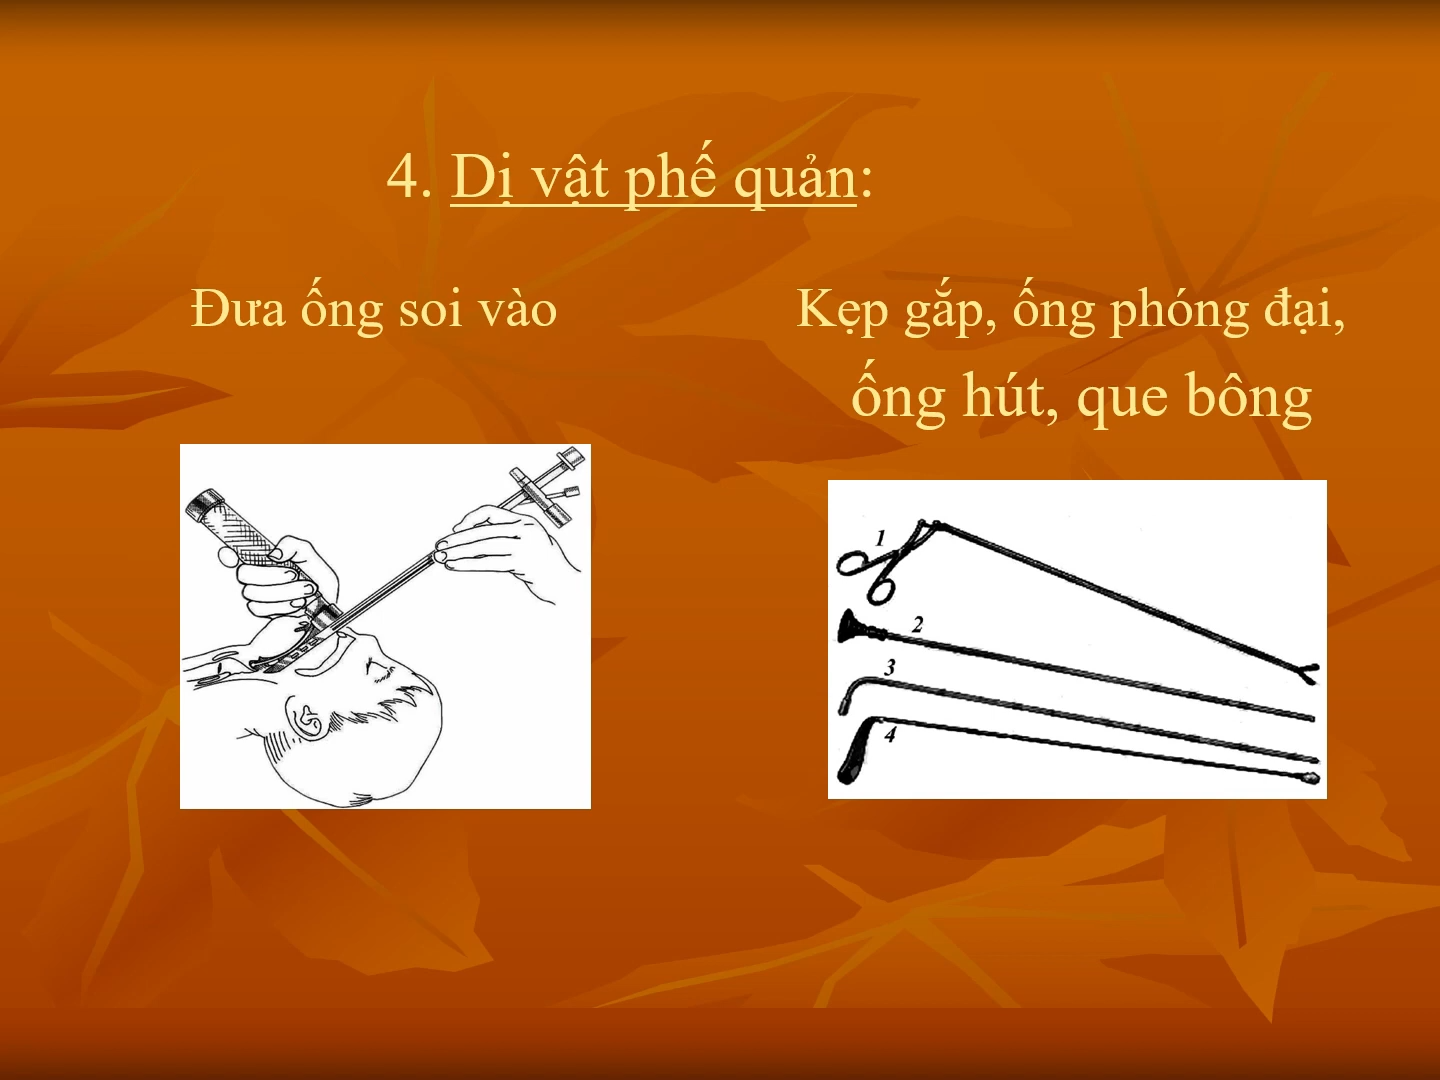 4. Dị vật phế quản:
Đưa ống soi vào
Kẹp gắp, ống phóng đại,
ống hút, que bông
1
2
3
4